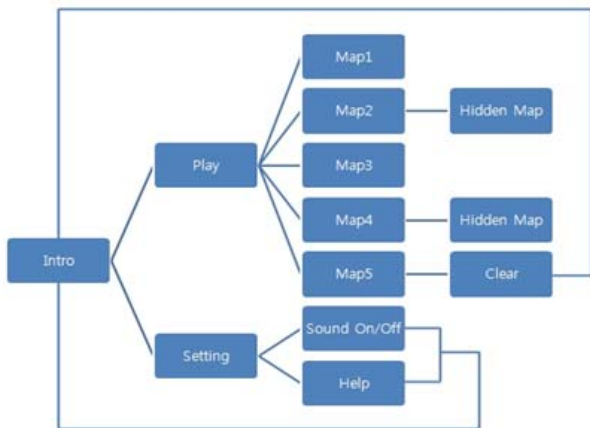 Map1
Map2
Hidden Map
Play
Map3
Map4
Hidden Map
Intro
Map5
Clear
Sound On/Off
Setting
Help